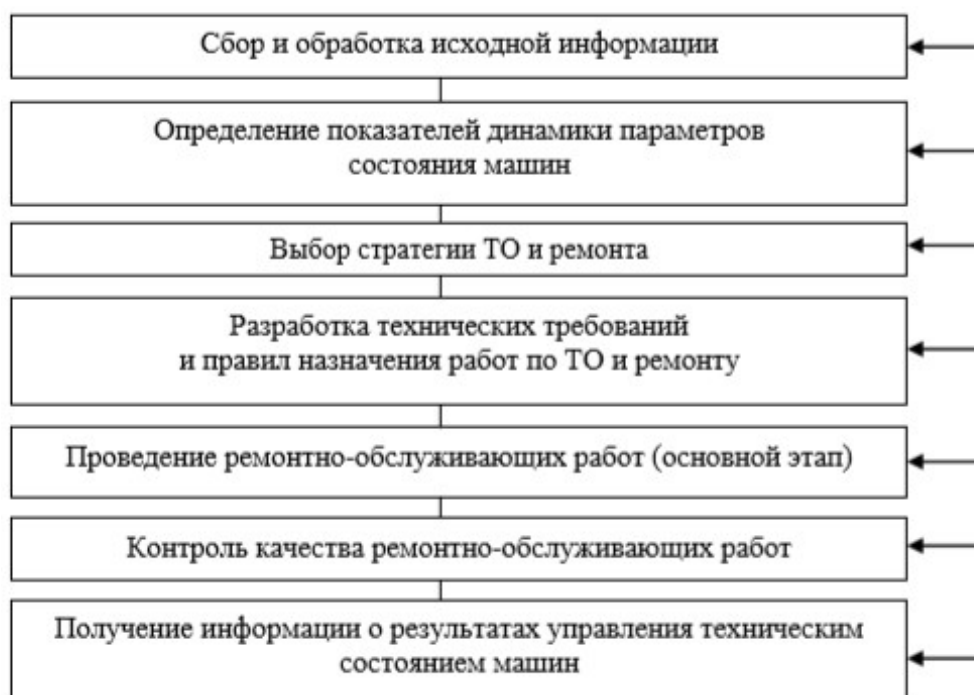 Сбор и обработка исходной информации
Определение показателей динамики параметров
состояния машин
Выбор стратегии ТО и ремонта
Разработка технических требований
и правил назначения работ по ТО и ремонту
Проведение ремонтно-обслуживающих работ (основной этап)
Контроль качества ремонтно-обслуживающих работ
Получение информации о результатах управления техническим
состоянием машин